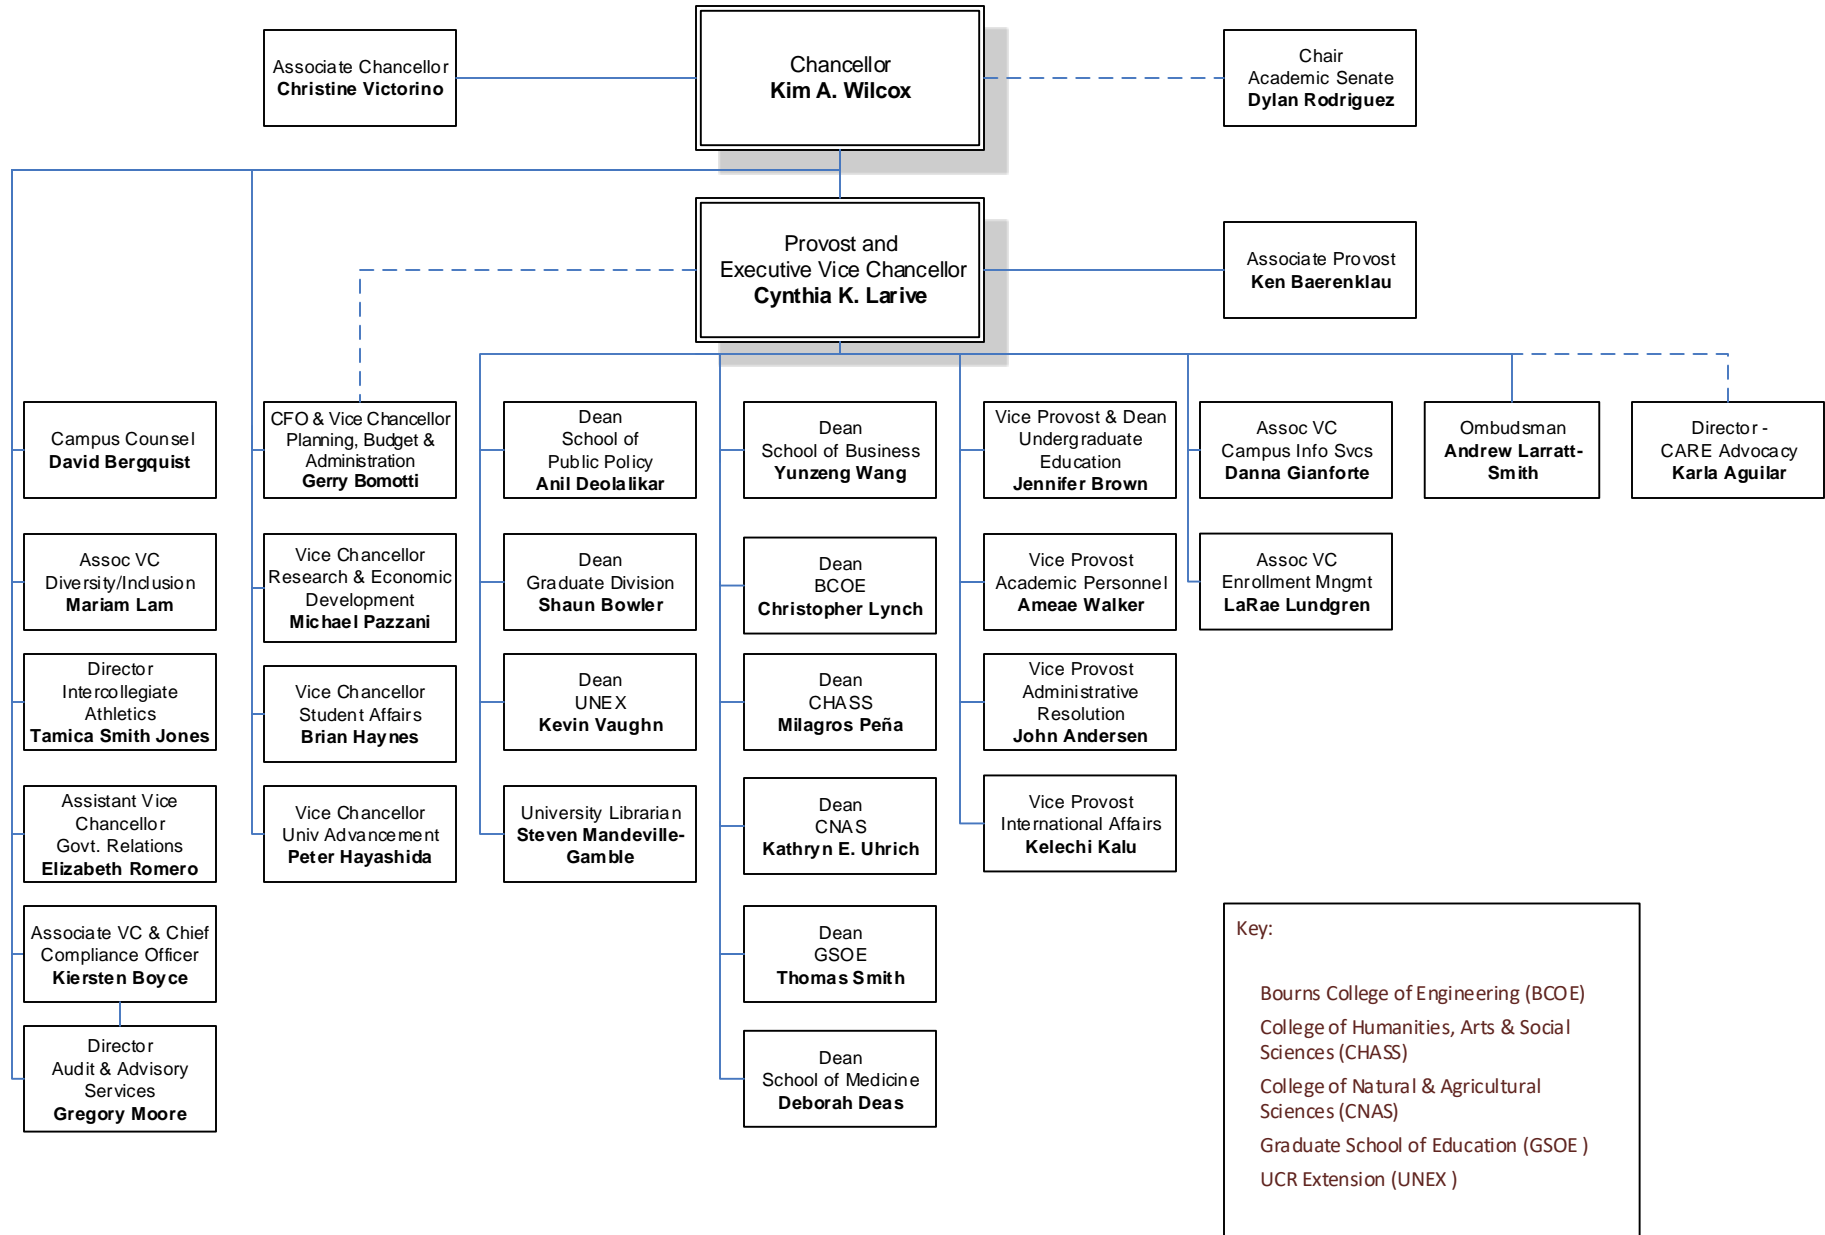 Associate Chancellor
Christine Victorino
Chancellor
Kim A. Wilcox
Chair
Academic Senate
Dylan Rodriguez
Provost and
Executive Vice Chancellor
Cynthia K. Larive
Associate Provost
Ken Baerenklau
Campus Counsel
David Bergquist
CFO & Vice Chancellor
Planning, Budget &
Administration
Gerry Bomotti
Dean
School of
Public Policy
Anil Deolalikar
Dean
School of Business
Yunzeng Wang
Vice Provost & Dean
Undergraduate
Education
Jennifer Brown
Assoc VC
Campus Info Svcs
Danna Gianforte
Ombudsman
Andrew Larratt-
Smith
Director -
CARE Advocacy
Karla Aguilar
Assoc VC
Diversity/Inclusion
Mariam Lam
Vice Chancellor
Research & Economic
Development
Michael Pazzani
Dean
Graduate Division
Shaun Bowler
Dean
BCOE
Christopher Lynch
Vice Provost
Academic Personnel
Ameae Walker
Assoc VC
Enrollment Mngmt
LaRae Lundgren
Director
Intercollegiate
Athletics
Tamica Smith Jones
Vice Chancellor
Student Affairs
Brian Haynes
Dean
UNEX
Kevin Vaughn
Dean
CHASS
Milagros Peña
Vice Provost
Administrative
Resolution
John Andersen
Assistant Vice
Chancellor
Govt. Relations
Elizabeth Romero
Vice Chancellor
Univ Advancement
Peter Hayashida
University Librarian
Steven Mandeville-
Gamble
Dean
CNAS
Kathryn E. Uhrich
Vice Provost
International Affairs
Kelechi Kalu
Associate VC & Chief
Compliance Officer
Kiersten Boyce
Dean
GSOE
Thomas Smith
Director
Audit & Advisory
Services
Gregory Moore
Dean
School of Medicine
Deborah Deas
Key:
Bourns College of Engineering (BCOE)
College of Humanities, Arts & Social
Sciences (CHASS)
College of Natural & Agricultural
Sciences (CNAS)
Graduate School of Education (GSOE )
UCR Extension (UNEX )